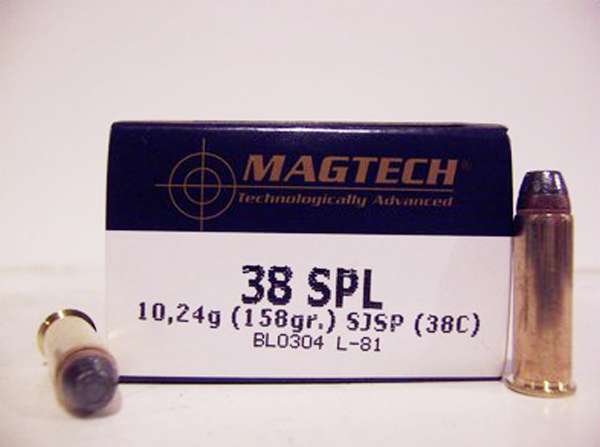 MAGTECH®
Technologically Advanced
38 SPL
10,24g (158gr.) SJSP (38C)
BL0304 L-81